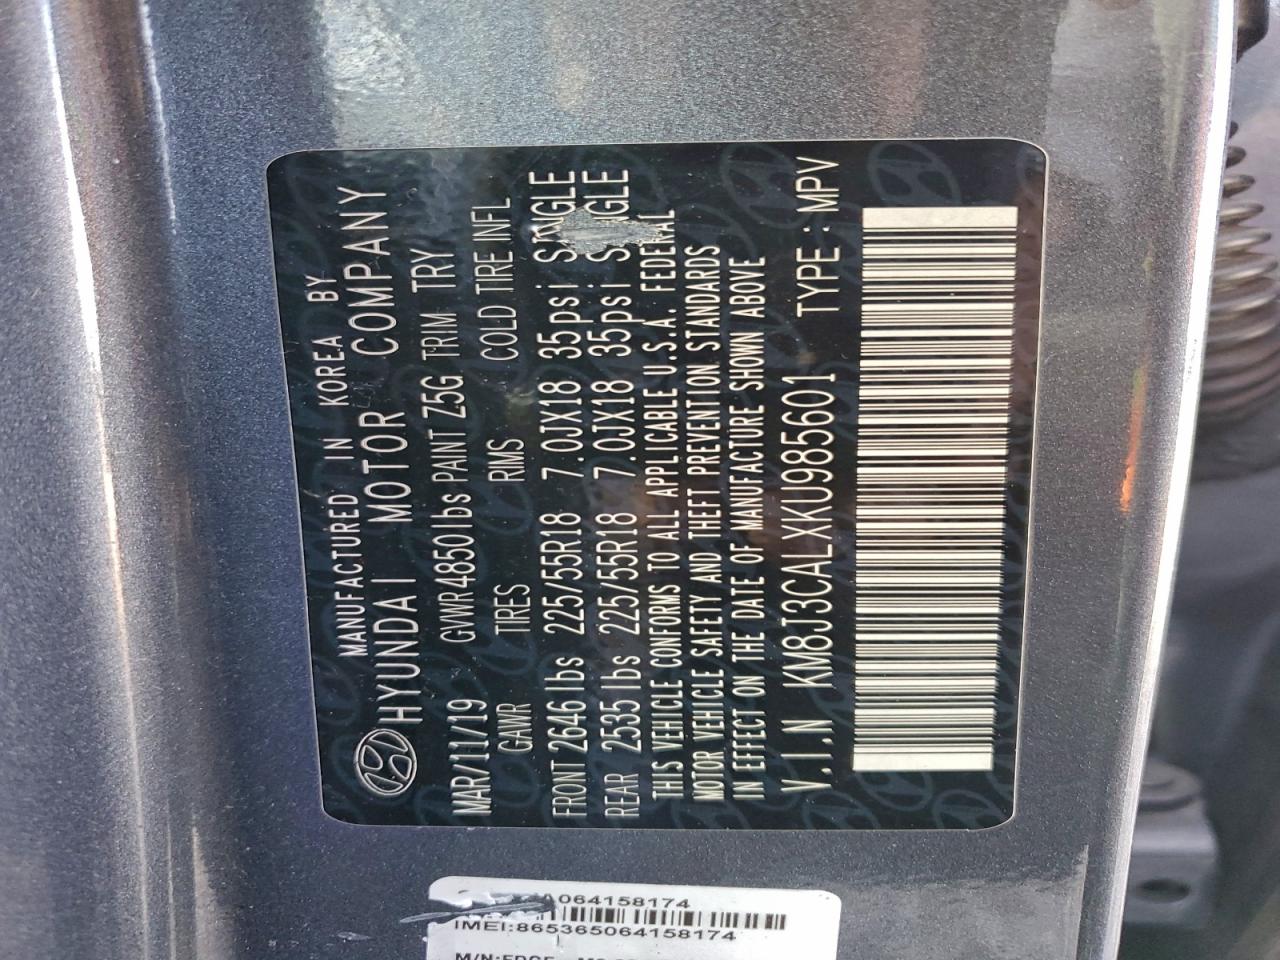 MANUFACTURED IN KOREA BY
HYUNDAI MOTOR COMPANY
MAR/11/19 GVWR 4850lbs PAINT Z5G TRIM TRY
GAWR TIRES RMS COLD TIRE INFL
FRONT 2646lbs 225/55R18 7.0JX18 35psi SINGLE
REAR 2535lbs 225/55R18 7.0JX18 35psi SINGLE
THIS VEHICLE CONFORMS TO ALL APPLICABLE U.S.A. FEDERAL
MOTOR VEHICLE SAFETY AND THEFT PREVENTION STANDARDS
IN EFFECT ON THE DATE OF MANUFACTURE SHOWN ABOVE
V.I.N KM8J3CALXKU985601 TYPE : MPV
A064158174
IMEI:865365064158174
M/N:EDGE